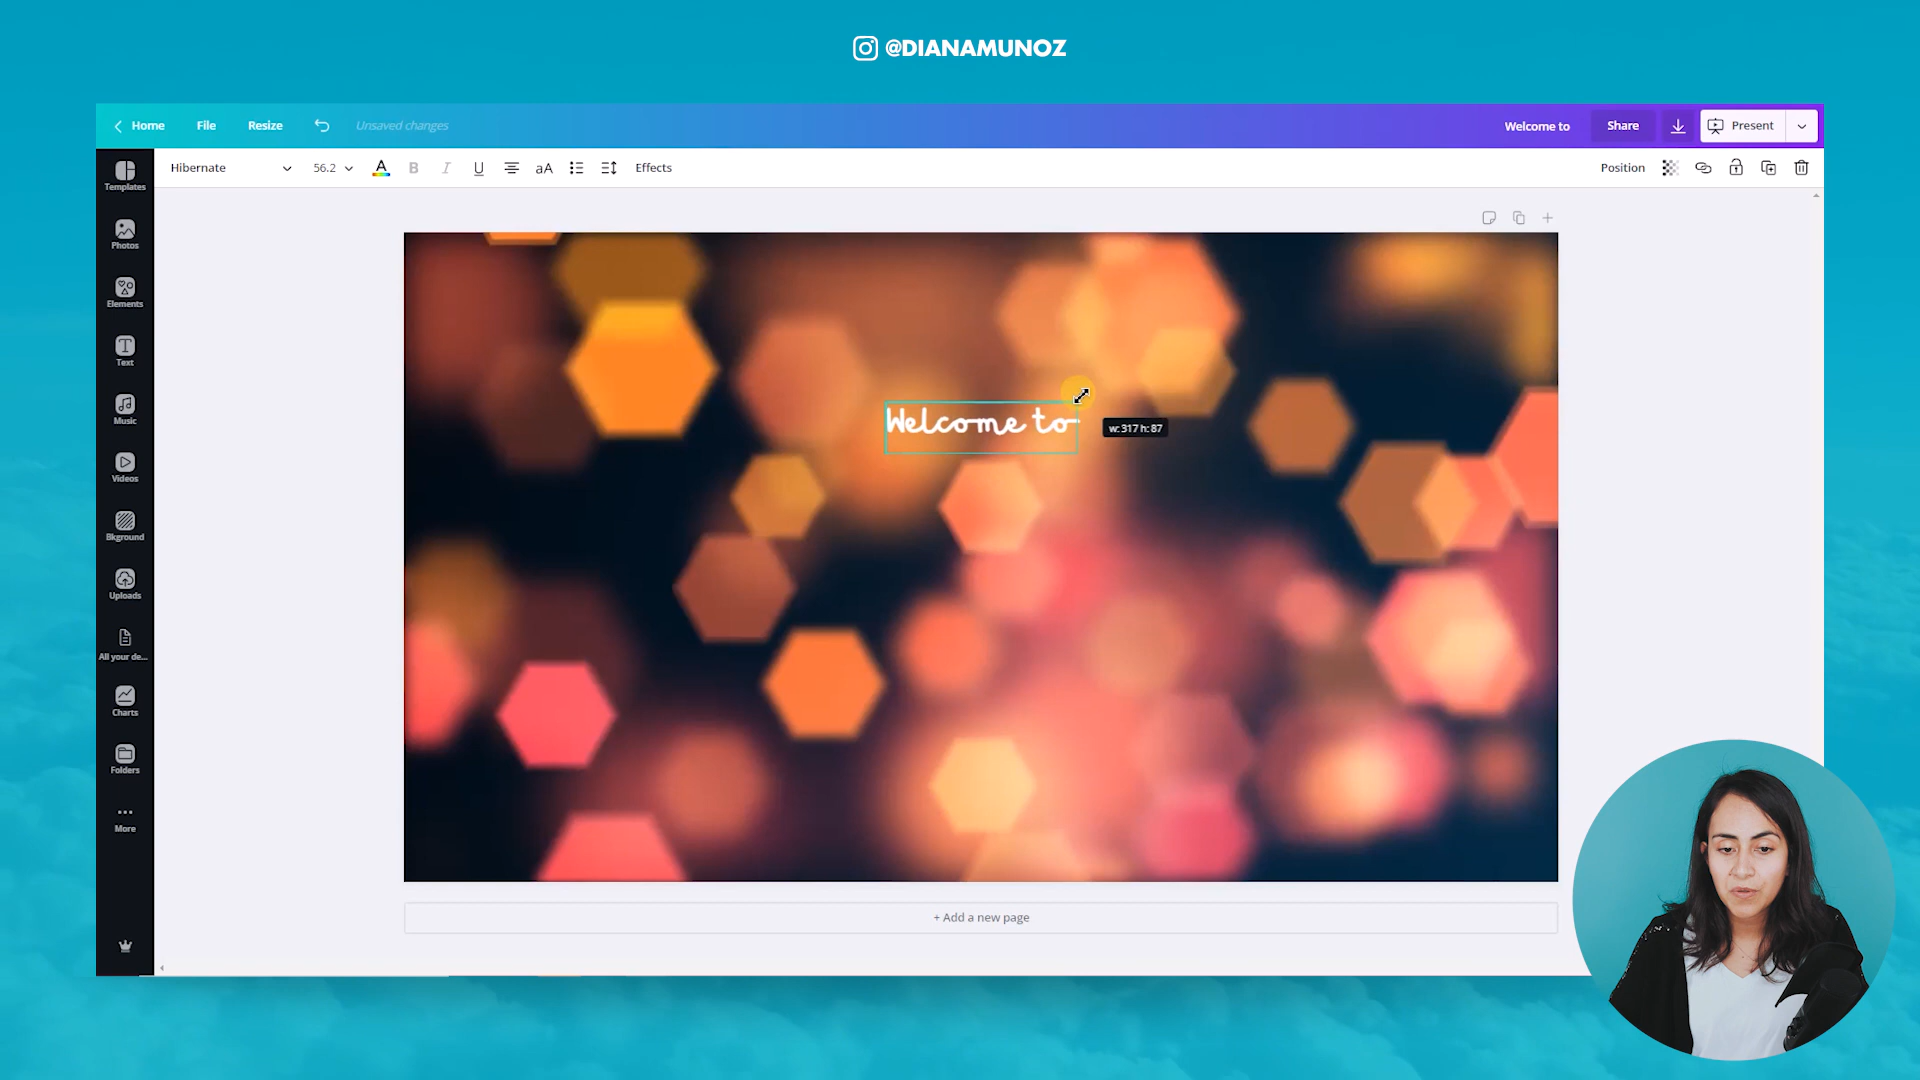 @DIANAMUNOZ
Home File Resize Unsaved changes Welcome to Share Present
Hibernate 56.2 A B I U aA Effects Position
Templates
Photos
Elements
Text
Music
Videos
Bkground
Uploads
All your de...
Charts
Folders
More
Welcome to
w: 317 h: 87
+ Add a new page